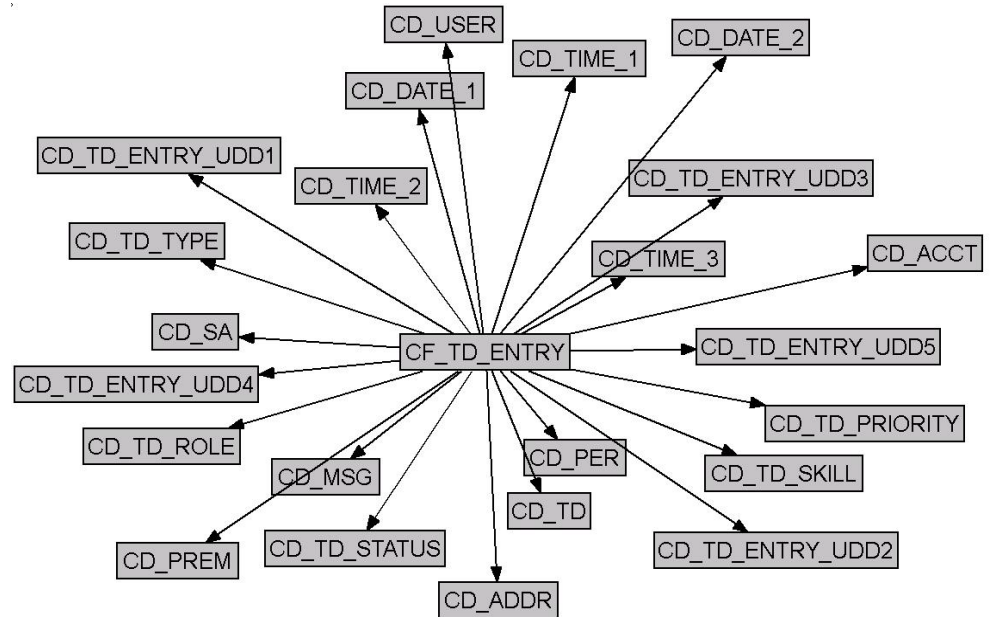 CD_USER
CD_DATE_2
CD_TIME_1
CD_DATE_1
CD_TD_ENTRY_UDD1
CD_TIME_2
CD_TD_ENTRY_UDD3
CD_TD_TYPE
CD_TIME_3
CD_ACCT
CD_SA
CF_TD_ENTRY
CD_TD_ENTRY_UDD5
CD_TD_ENTRY_UDD4
CD_TD_PRIORITY
CD_TD_ROLE
CD_PER
CD_MSG
CD_TD_SKILL
CD_TD
CD_TD_STATUS
CD_TD_ENTRY_UDD2
CD_PREM
CD_ADDR